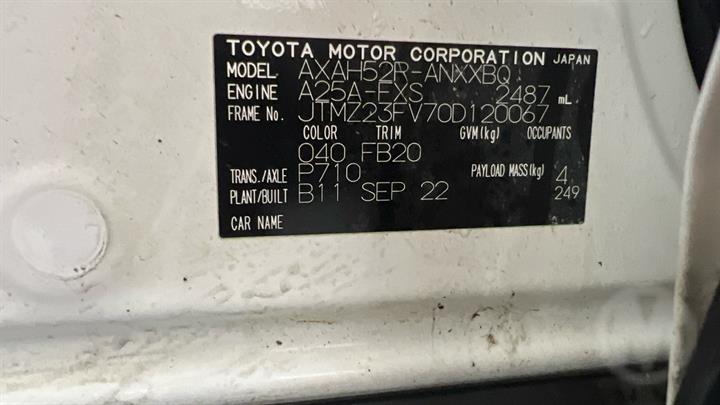 TOYOTA MOTOR CORPORATION JAPAN
MODEL AXAH52R-ANXXBQ
ENGINE A25A-FXS 2487 mL
FRAME No. JTMZ23FV70D120067
COLOR TRIM GVM(kg) OCCUPANTS
040 FB20
TRANS./AXLE P710 PAYLOAD MASS(kg) 4
PLANT/BUILT B11 SEP 22 249
CAR NAME